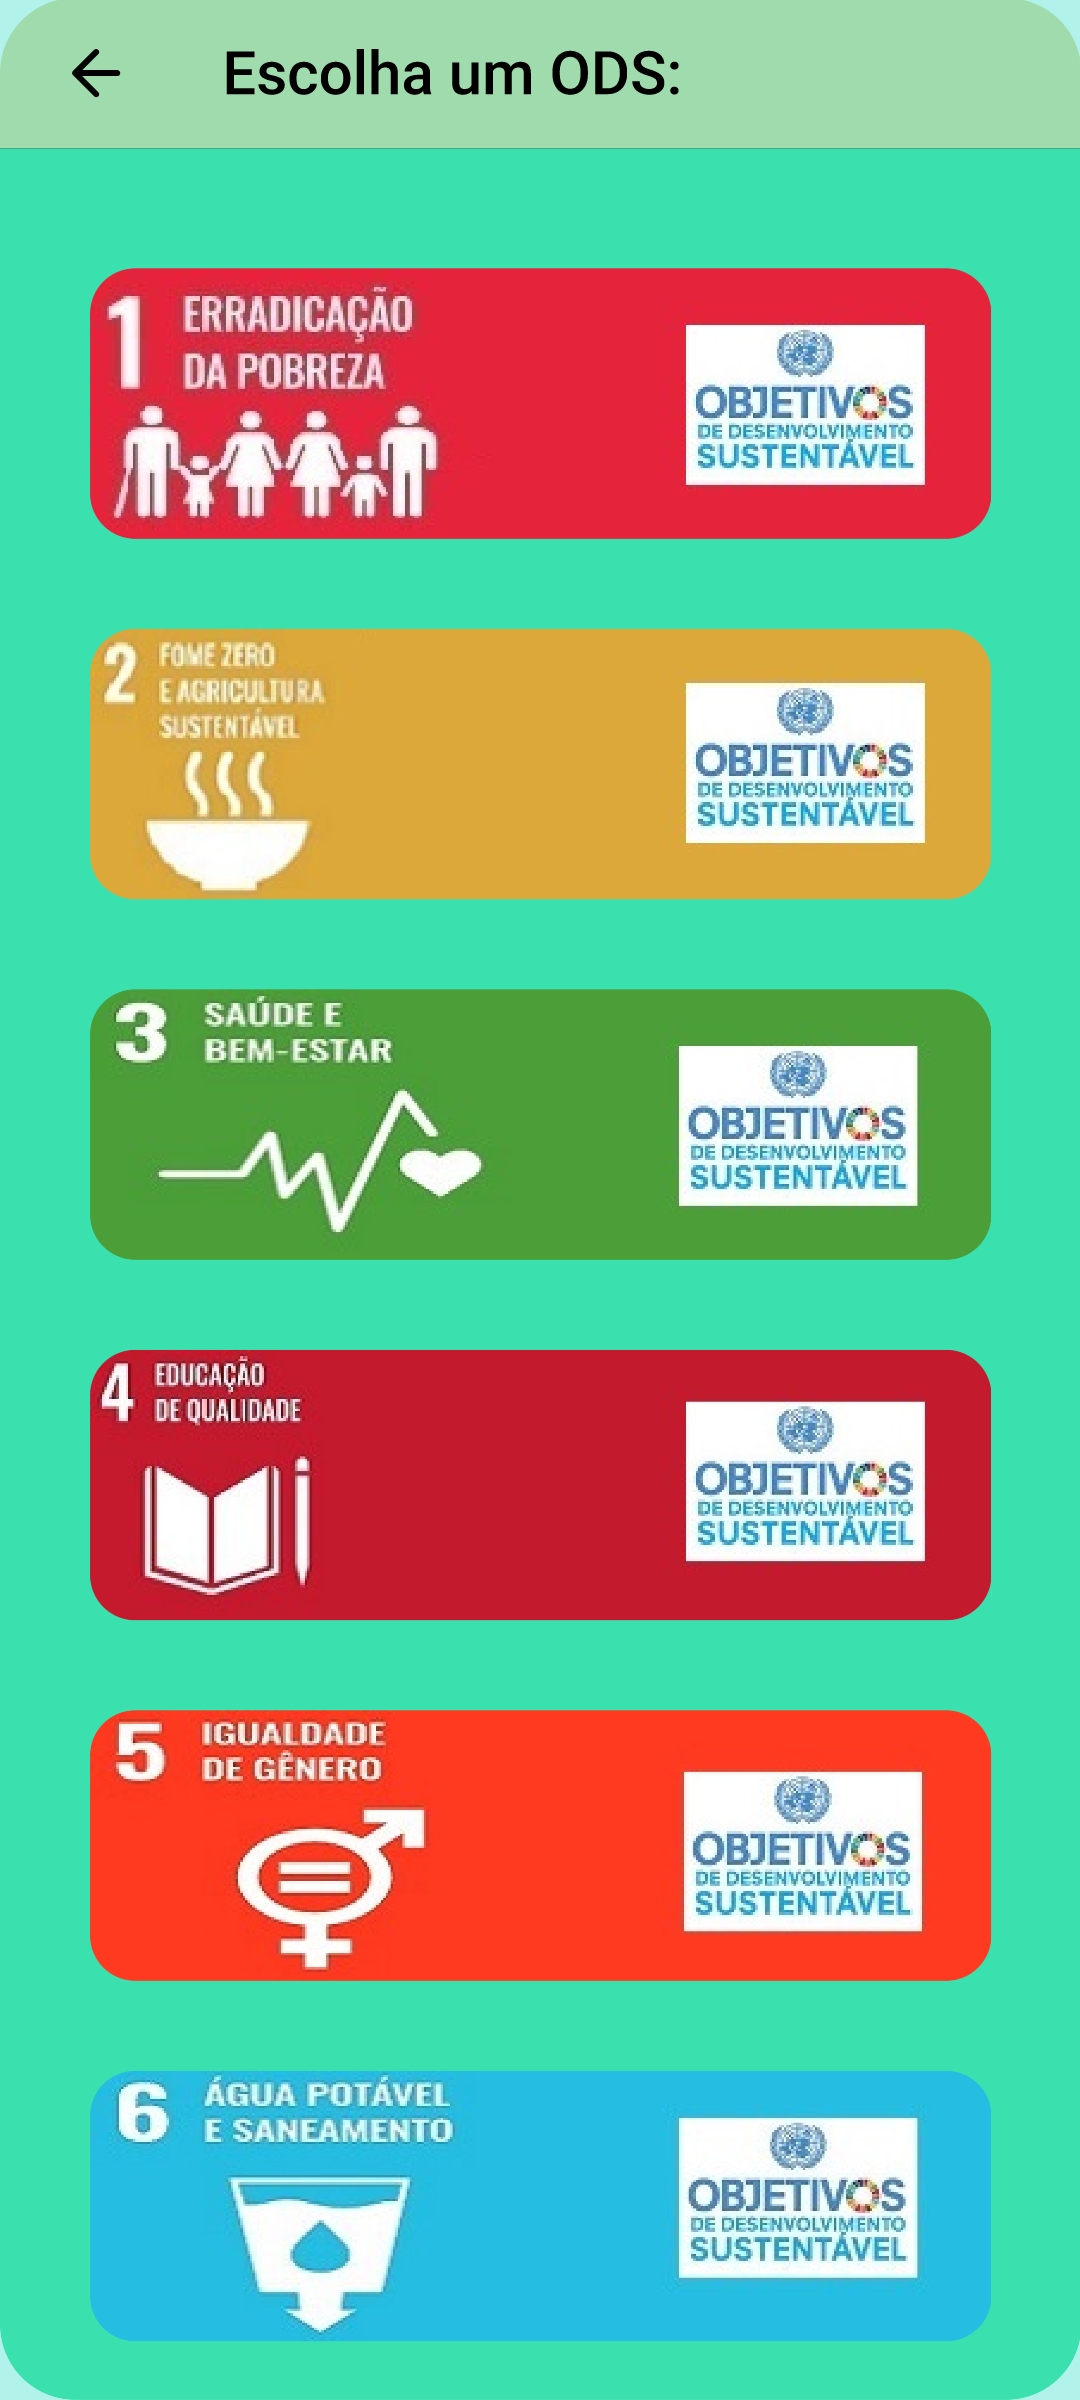 Escolha um ODS:
1 ERRADICAÇÃO
DA POBREZA
OBJETIVOS
DE DESENVOLVIMENTO
SUSTENTÁVEL
2 FOME ZERO
E AGRICULTURA
SUSTENTÁVEL
OBJETIVOS
DE DESENVOLVIMENTO
SUSTENTÁVEL
3 SAÚDE E
BEM-ESTAR
OBJETIVOS
DE DESENVOLVIMENTO
SUSTENTÁVEL
4 EDUCAÇÃO
DE QUALIDADE
OBJETIVOS
DE DESENVOLVIMENTO
SUSTENTÁVEL
5 IGUALDADE
DE GÊNERO
OBJETIVOS
DE DESENVOLVIMENTO
SUSTENTÁVEL
6 ÁGUA POTÁVEL
E SANEAMENTO
OBJETIVOS
DE DESENVOLVIMENTO
SUSTENTÁVEL